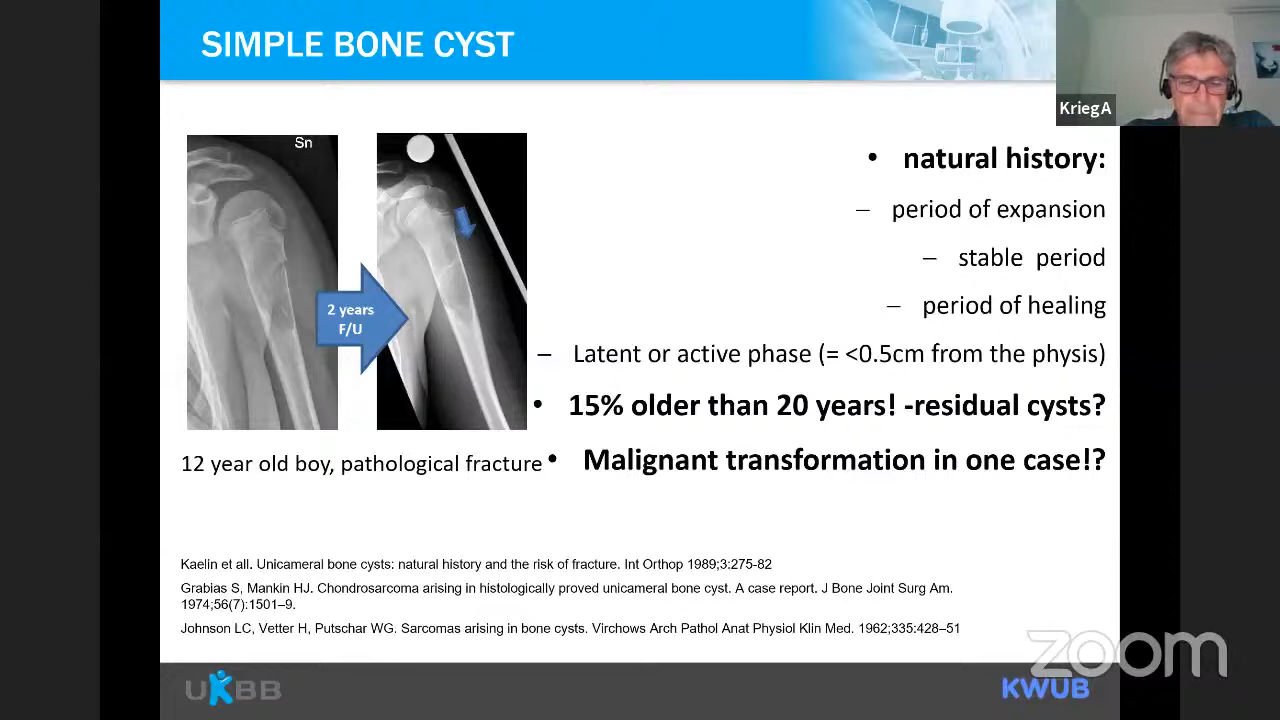 SIMPLE BONE CYST
KriegA
Sn
2 years
F/U
12 year old boy, pathological fracture
• natural history:
– period of expansion
– stable period
– period of healing
– Latent or active phase (= <0.5cm from the physis)
• 15% older than 20 years! -residual cysts?
• Malignant transformation in one case!?
Kaelin et all. Unicameral bone cysts: natural history and the risk of fracture. Int Orthop 1989;3:275-82
Grabias S, Mankin HJ. Chondrosarcoma arising in histologically proved unicameral bone cyst. A case report. J Bone Joint Surg Am.
1974;56(7):1501–9.
Johnson LC, Vetter H, Putschar WG. Sarcomas arising in bone cysts. Virchows Arch Pathol Anat Physiol Klin Med. 1962;335:428–51
zoom
UKBB
KWUB